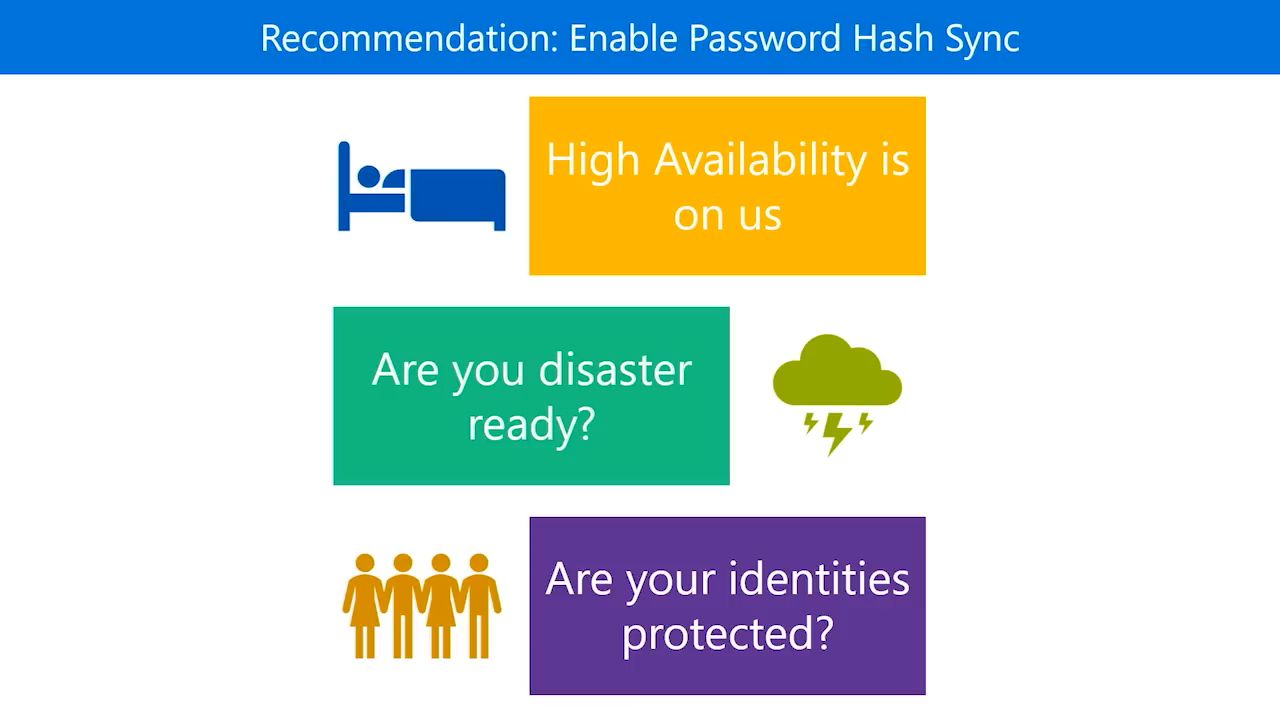 Recommendation: Enable Password Hash Sync
High Availability is
on us
Are you disaster
ready?
Are your identities
protected?